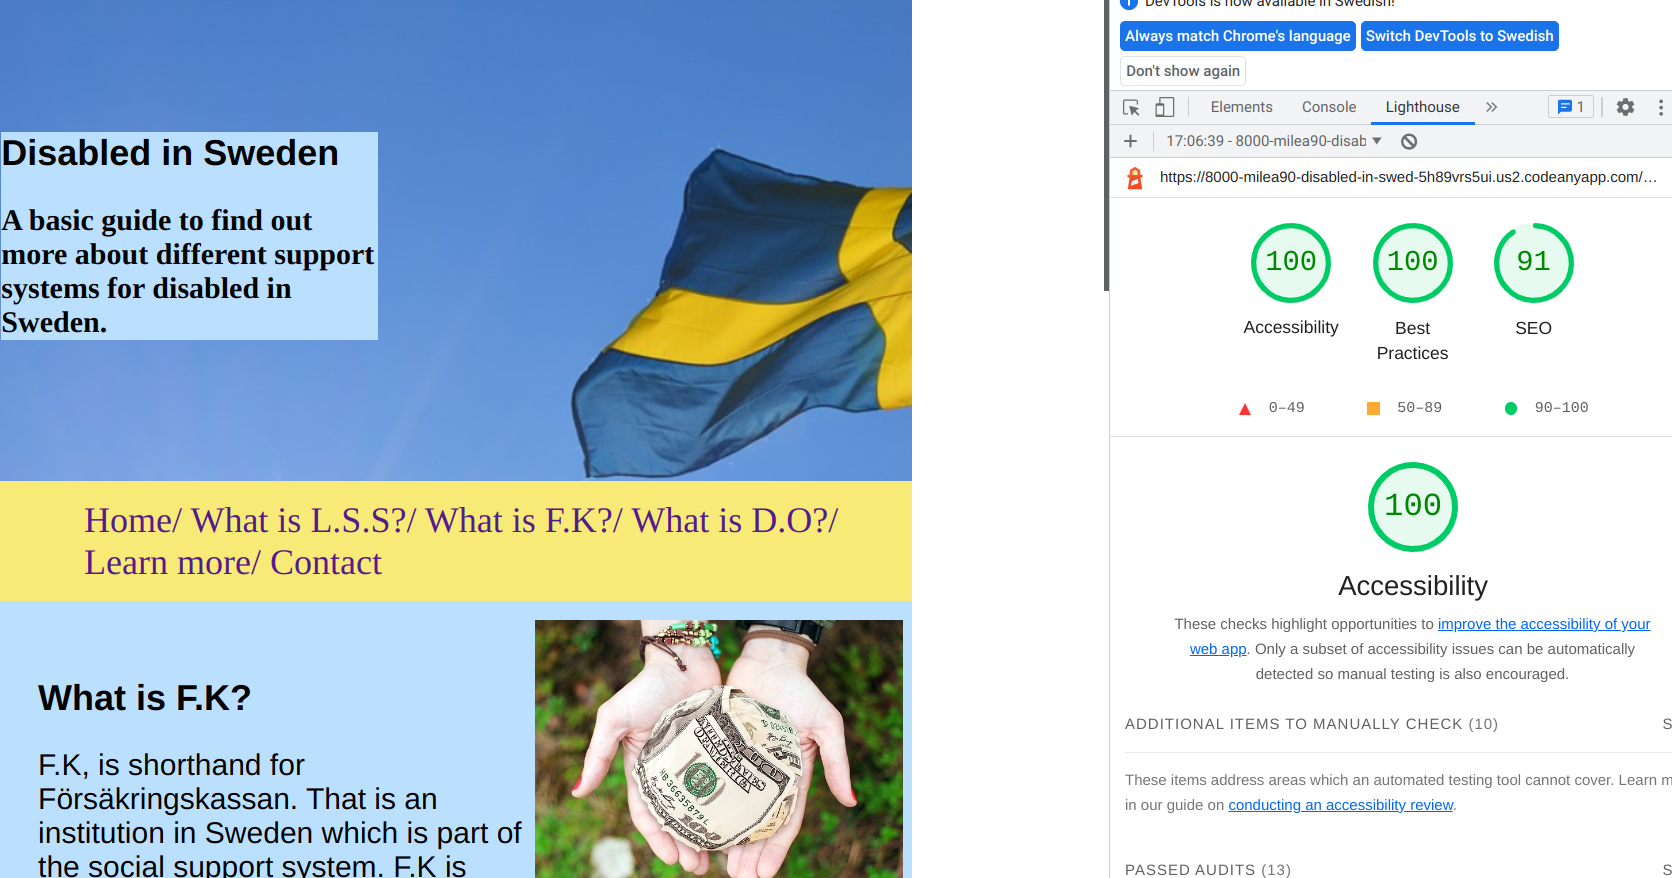 Disabled in Sweden
A basic guide to find out
more about different support
systems for disabled in
Sweden.
Home/ What is L.S.S?/ What is F.K?/ What is D.O?/
Learn more/ Contact
What is F.K?
F.K, is shorthand for
Försäkringskassan. That is an
institution in Sweden which is part of
the social support system. F.K is
DevTools is now available in Swedish!
Always match Chrome's language Switch DevTools to Swedish
Don't show again
Elements Console Lighthouse » 1
17:06:39 - 8000-milea90-disab
https://8000-milea90-disabled-in-swed-5h89vrs5ui.us2.codeanyapp.com/…
100 100 91
Accessibility Best Practices SEO
0–49 50–89 90–100
100
Accessibility
These checks highlight opportunities to improve the accessibility of your
web app. Only a subset of accessibility issues can be automatically
detected so manual testing is also encouraged.
ADDITIONAL ITEMS TO MANUALLY CHECK (10) S
These items address areas which an automated testing tool cannot cover. Learn m
in our guide on conducting an accessibility review.
PASSED AUDITS (13) S